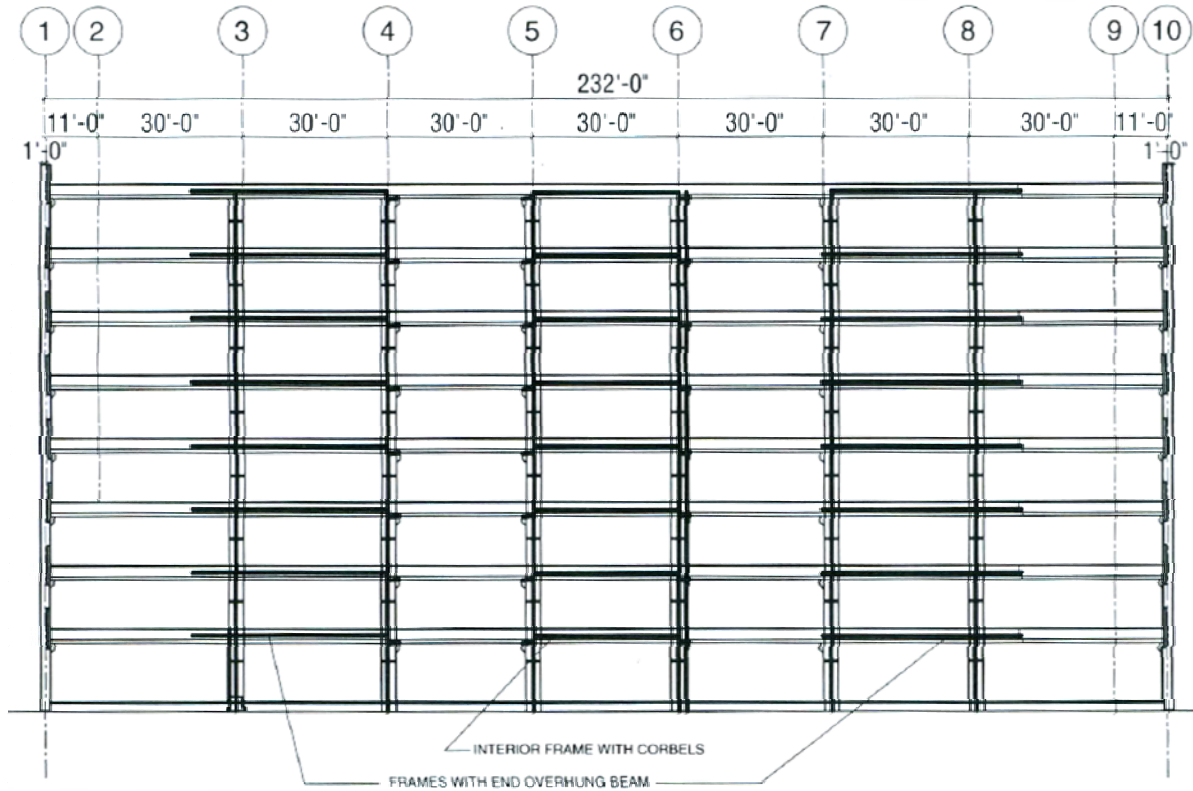 1 2 3 4 5 6 7 8 9 10
232'-0"
11'-0" 30'-0" 30'-0" 30'-0" 30'-0" 30'-0" 30'-0" 30'-0" 11'-0"
1'-0" 1'-0"
INTERIOR FRAME WITH CORBELS
FRAMES WITH END OVERHUNG BEAM